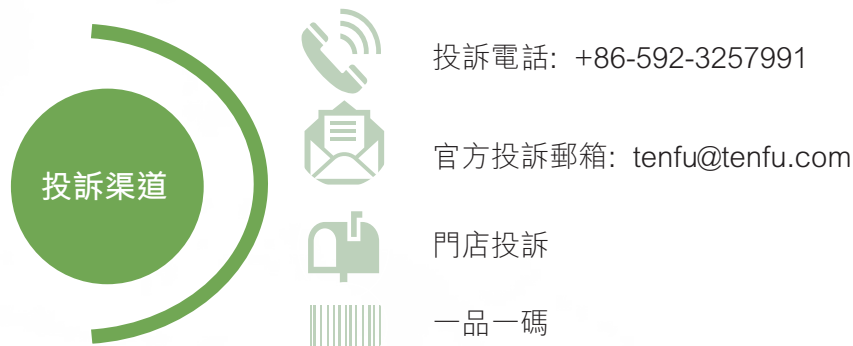 投訴渠道
投訴電話: +86-592-3257991
官方投訴郵箱: tenfu@tenfu.com
門店投訴
一品一碼